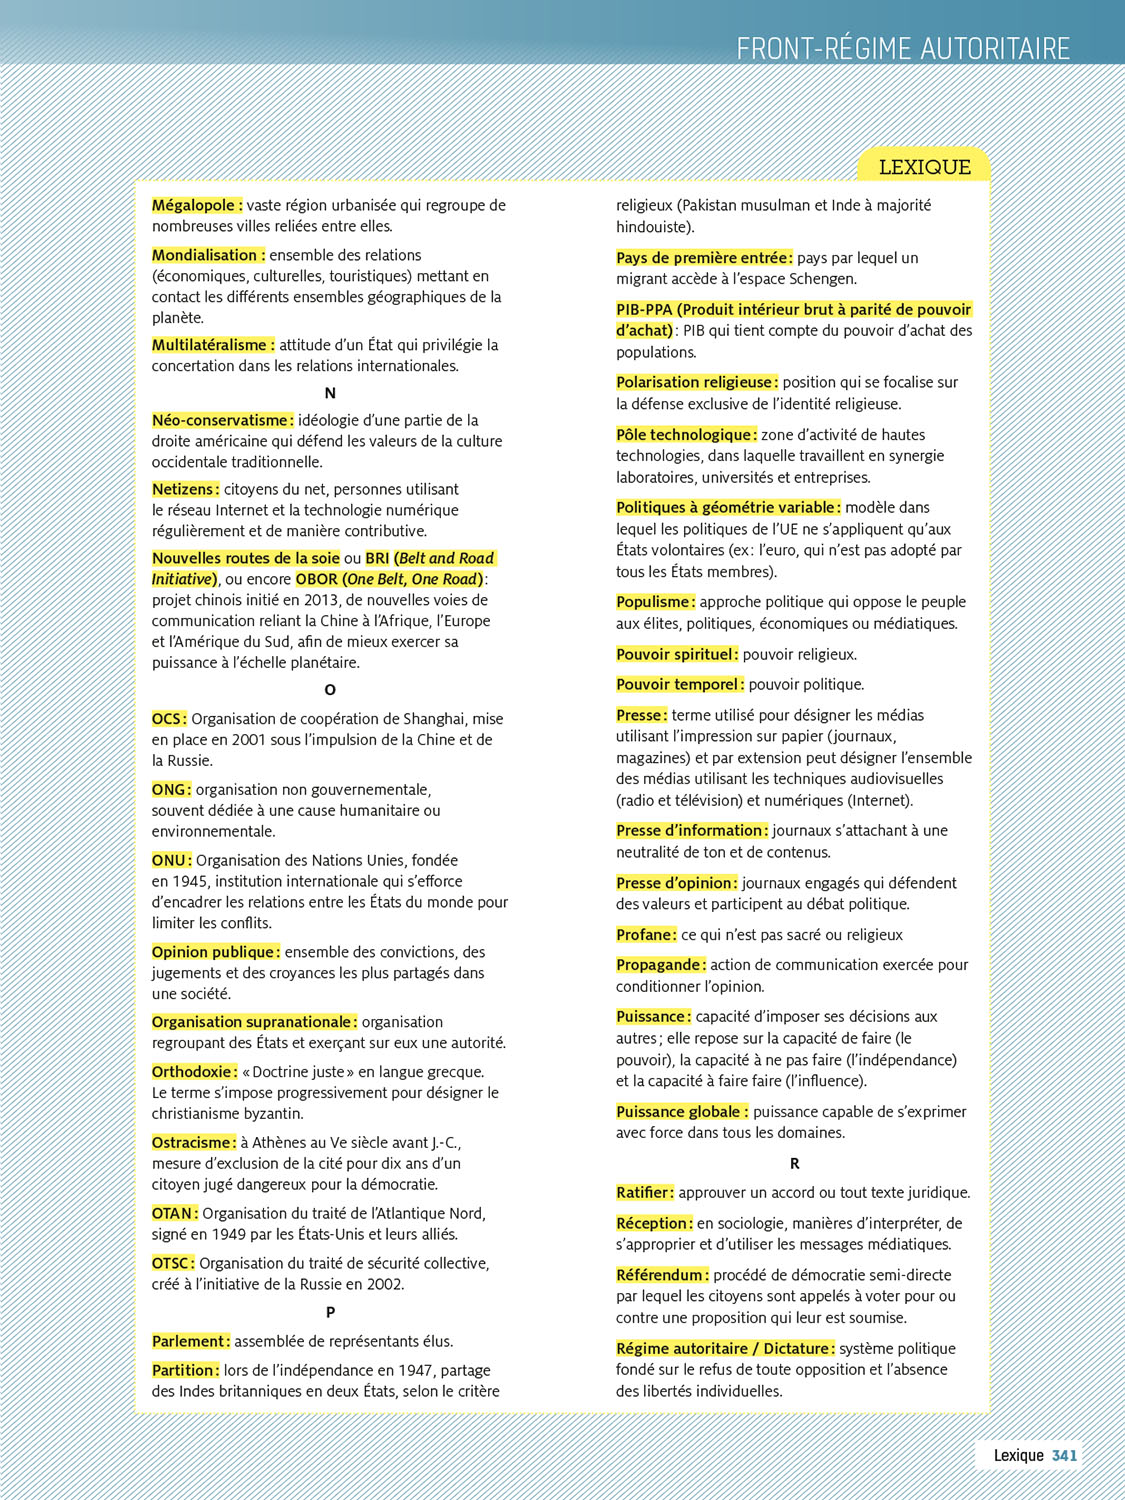 FRONT-RÉGIME AUTORITAIRE
LEXIQUE
Mégalopole : vaste région urbanisée qui regroupe de
nombreuses villes reliées entre elles.
Mondialisation : ensemble des relations
(économiques, culturelles, touristiques) mettant en
contact les différents ensembles géographiques de la
planète.
Multilatéralisme : attitude d'un État qui privilégie la
concertation dans les relations internationales.
N
Néo-conservatisme : idéologie d'une partie de la
droite américaine qui défend les valeurs de la culture
occidentale traditionnelle.
Netizens : citoyens du net, personnes utilisant
le réseau Internet et la technologie numérique
régulièrement et de manière contributive.
Nouvelles routes de la soie ou BRI (Belt and Road
Initiative), ou encore OBOR (One Belt, One Road) :
projet chinois initié en 2013, de nouvelles voies de
communication reliant la Chine à l'Afrique, l'Europe
et l'Amérique du Sud, afin de mieux exercer sa
puissance à l'échelle planétaire.
O
OCS : Organisation de coopération de Shanghai, mise
en place en 2001 sous l'impulsion de la Chine et de
la Russie.
ONG : organisation non gouvernementale,
souvent dédiée à une cause humanitaire ou
environnementale.
ONU : Organisation des Nations Unies, fondée
en 1945, institution internationale qui s'efforce
d'encadrer les relations entre les États du monde pour
limiter les conflits.
Opinion publique : ensemble des convictions, des
jugements et des croyances les plus partagés dans
une société.
Organisation supranationale : organisation
regroupant des États et exerçant sur eux une autorité.
Orthodoxie : « Doctrine juste » en langue grecque.
Le terme s'impose progressivement pour désigner le
christianisme byzantin.
Ostracisme : à Athènes au Ve siècle avant J.-C.,
mesure d'exclusion de la cité pour dix ans d'un
citoyen jugé dangereux pour la démocratie.
OTAN : Organisation du traité de l'Atlantique Nord,
signé en 1949 par les États-Unis et leurs alliés.
OTSC : Organisation du traité de sécurité collective,
créé à l'initiative de la Russie en 2002.
P
Parlement : assemblée de représentants élus.
Partition : lors de l'indépendance en 1947, partage
des Indes britanniques en deux États, selon le critère
religieux (Pakistan musulman et Inde à majorité
hindouiste).
Pays de première entrée : pays par lequel un
migrant accède à l'espace Schengen.
PIB-PPA (Produit intérieur brut à parité de pouvoir
d'achat) : PIB qui tient compte du pouvoir d'achat des
populations.
Polarisation religieuse : position qui se focalise sur
la défense exclusive de l'identité religieuse.
Pôle technologique : zone d'activité de hautes
technologies, dans laquelle travaillent en synergie
laboratoires, universités et entreprises.
Politiques à géométrie variable : modèle dans
lequel les politiques de l'UE ne s'appliquent qu'aux
États volontaires (ex : l'euro, qui n'est pas adopté par
tous les États membres).
Populisme : approche politique qui oppose le peuple
aux élites, politiques, économiques ou médiatiques.
Pouvoir spirituel : pouvoir religieux.
Pouvoir temporel : pouvoir politique.
Presse : terme utilisé pour désigner les médias
utilisant l'impression sur papier (journaux,
magazines) et par extension peut désigner l'ensemble
des médias utilisant les techniques audiovisuelles
(radio et télévision) et numériques (Internet).
Presse d'information : journaux s'attachant à une
neutralité de ton et de contenus.
Presse d'opinion : journaux engagés qui défendent
des valeurs et participent au débat politique.
Profane : ce qui n'est pas sacré ou religieux
Propagande : action de communication exercée pour
conditionner l'opinion.
Puissance : capacité d'imposer ses décisions aux
autres ; elle repose sur la capacité de faire (le
pouvoir), la capacité à ne pas faire (l'indépendance)
et la capacité à faire faire (l'influence).
Puissance globale : puissance capable de s'exprimer
avec force dans tous les domaines.
R
Ratifier : approuver un accord ou tout texte juridique.
Réception : en sociologie, manières d'interpréter, de
s'approprier et d'utiliser les messages médiatiques.
Référendum : procédé de démocratie semi-directe
par lequel les citoyens sont appelés à voter pour ou
contre une proposition qui leur est soumise.
Régime autoritaire / Dictature : système politique
fondé sur le refus de toute opposition et l'absence
des libertés individuelles.
Lexique 341